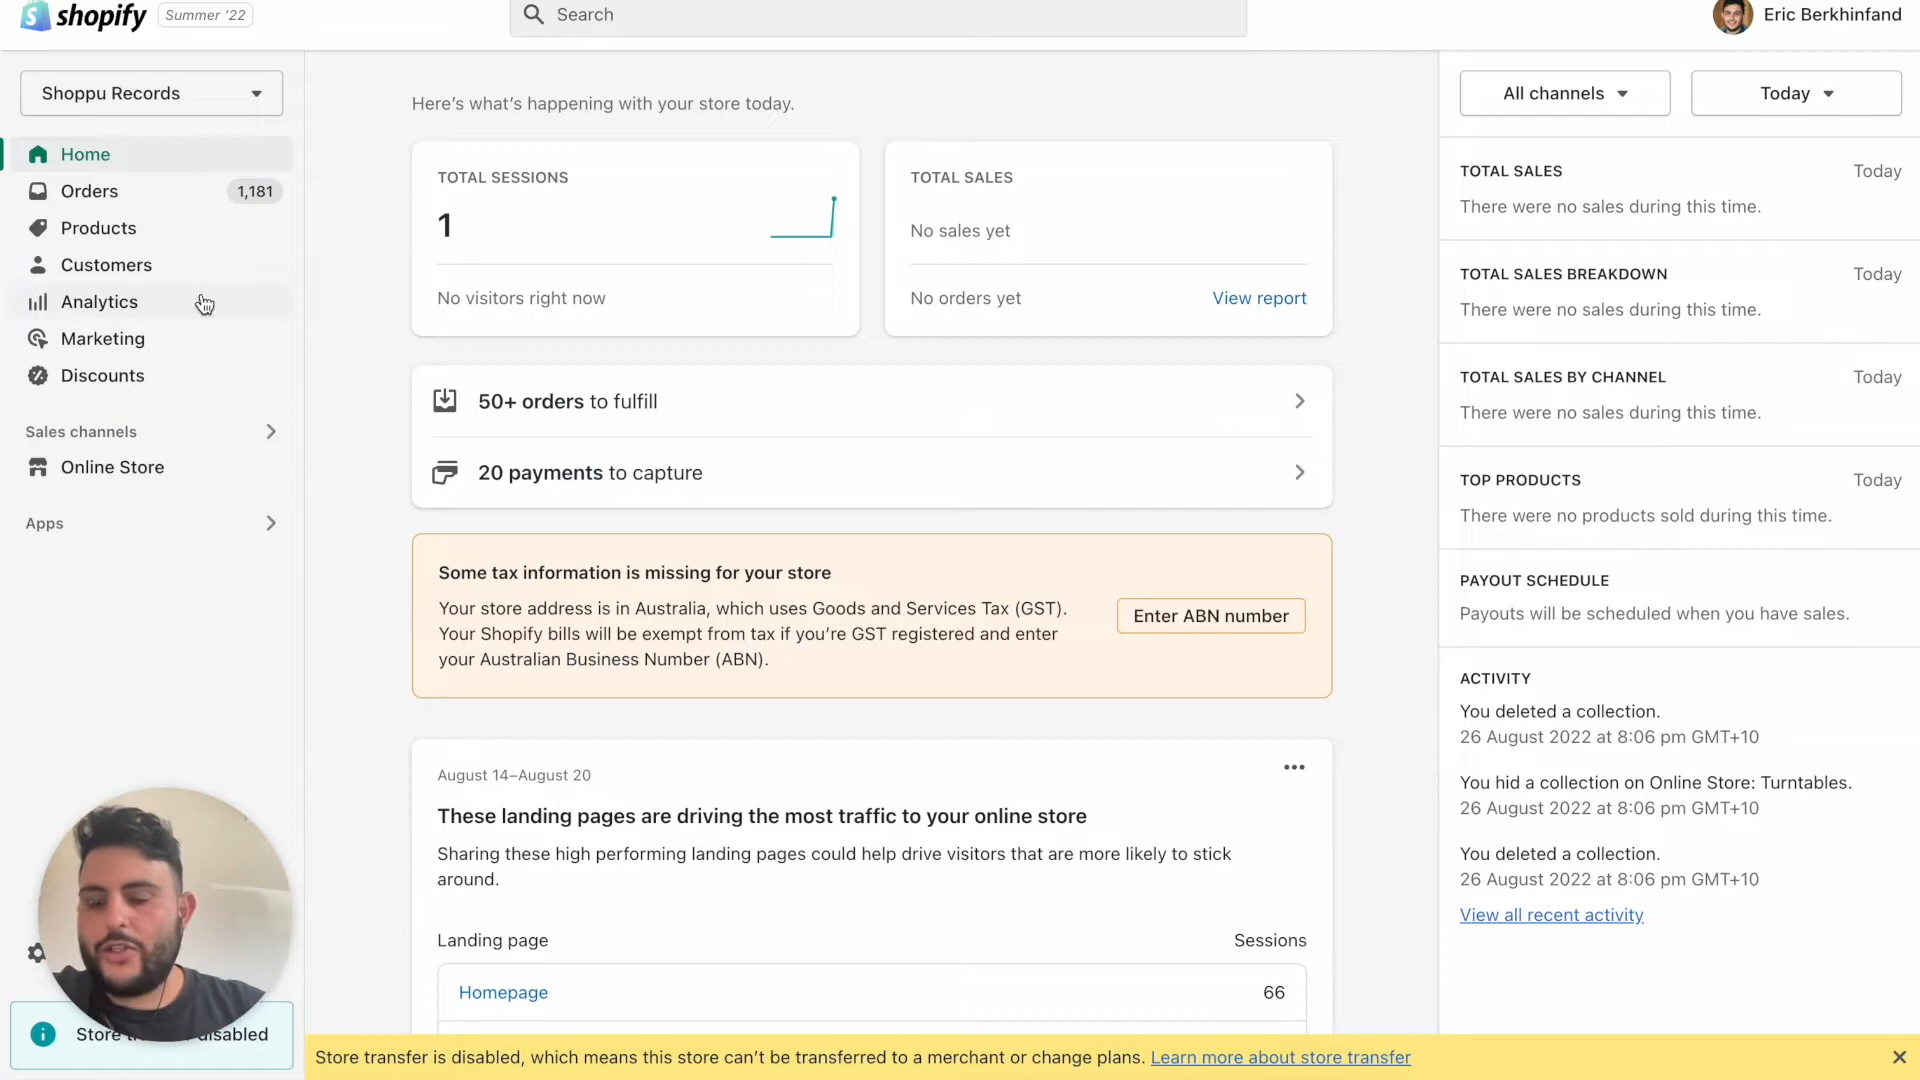 shopify
Summer '22
Search
Eric Berkhinfand
Shoppu Records
Home
Orders
1,181
Products
Customers
Analytics
Marketing
Discounts
Sales channels
Online Store
Apps
Here's what's happening with your store today.
TOTAL SESSIONS
1
No visitors right now
TOTAL SALES
No sales yet
No orders yet
View report
50+ orders to fulfill
20 payments to capture
Some tax information is missing for your store
Your store address is in Australia, which uses Goods and Services Tax (GST).
Your Shopify bills will be exempt from tax if you're GST registered and enter
your Australian Business Number (ABN).
Enter ABN number
August 14–August 20
These landing pages are driving the most traffic to your online store
Sharing these high performing landing pages could help drive visitors that are more likely to stick
around.
Landing page
Sessions
Homepage
66
All channels
Today
TOTAL SALES
Today
There were no sales during this time.
TOTAL SALES BREAKDOWN
Today
There were no sales during this time.
TOTAL SALES BY CHANNEL
Today
There were no sales during this time.
TOP PRODUCTS
Today
There were no products sold during this time.
PAYOUT SCHEDULE
Payouts will be scheduled when you have sales.
ACTIVITY
You deleted a collection.
26 August 2022 at 8:06 pm GMT+10
You hid a collection on Online Store: Turntables.
26 August 2022 at 8:06 pm GMT+10
You deleted a collection.
26 August 2022 at 8:06 pm GMT+10
View all recent activity
Store
Store transfer is disabled, which means this store can't be transferred to a merchant or change plans. Learn more about store transfer